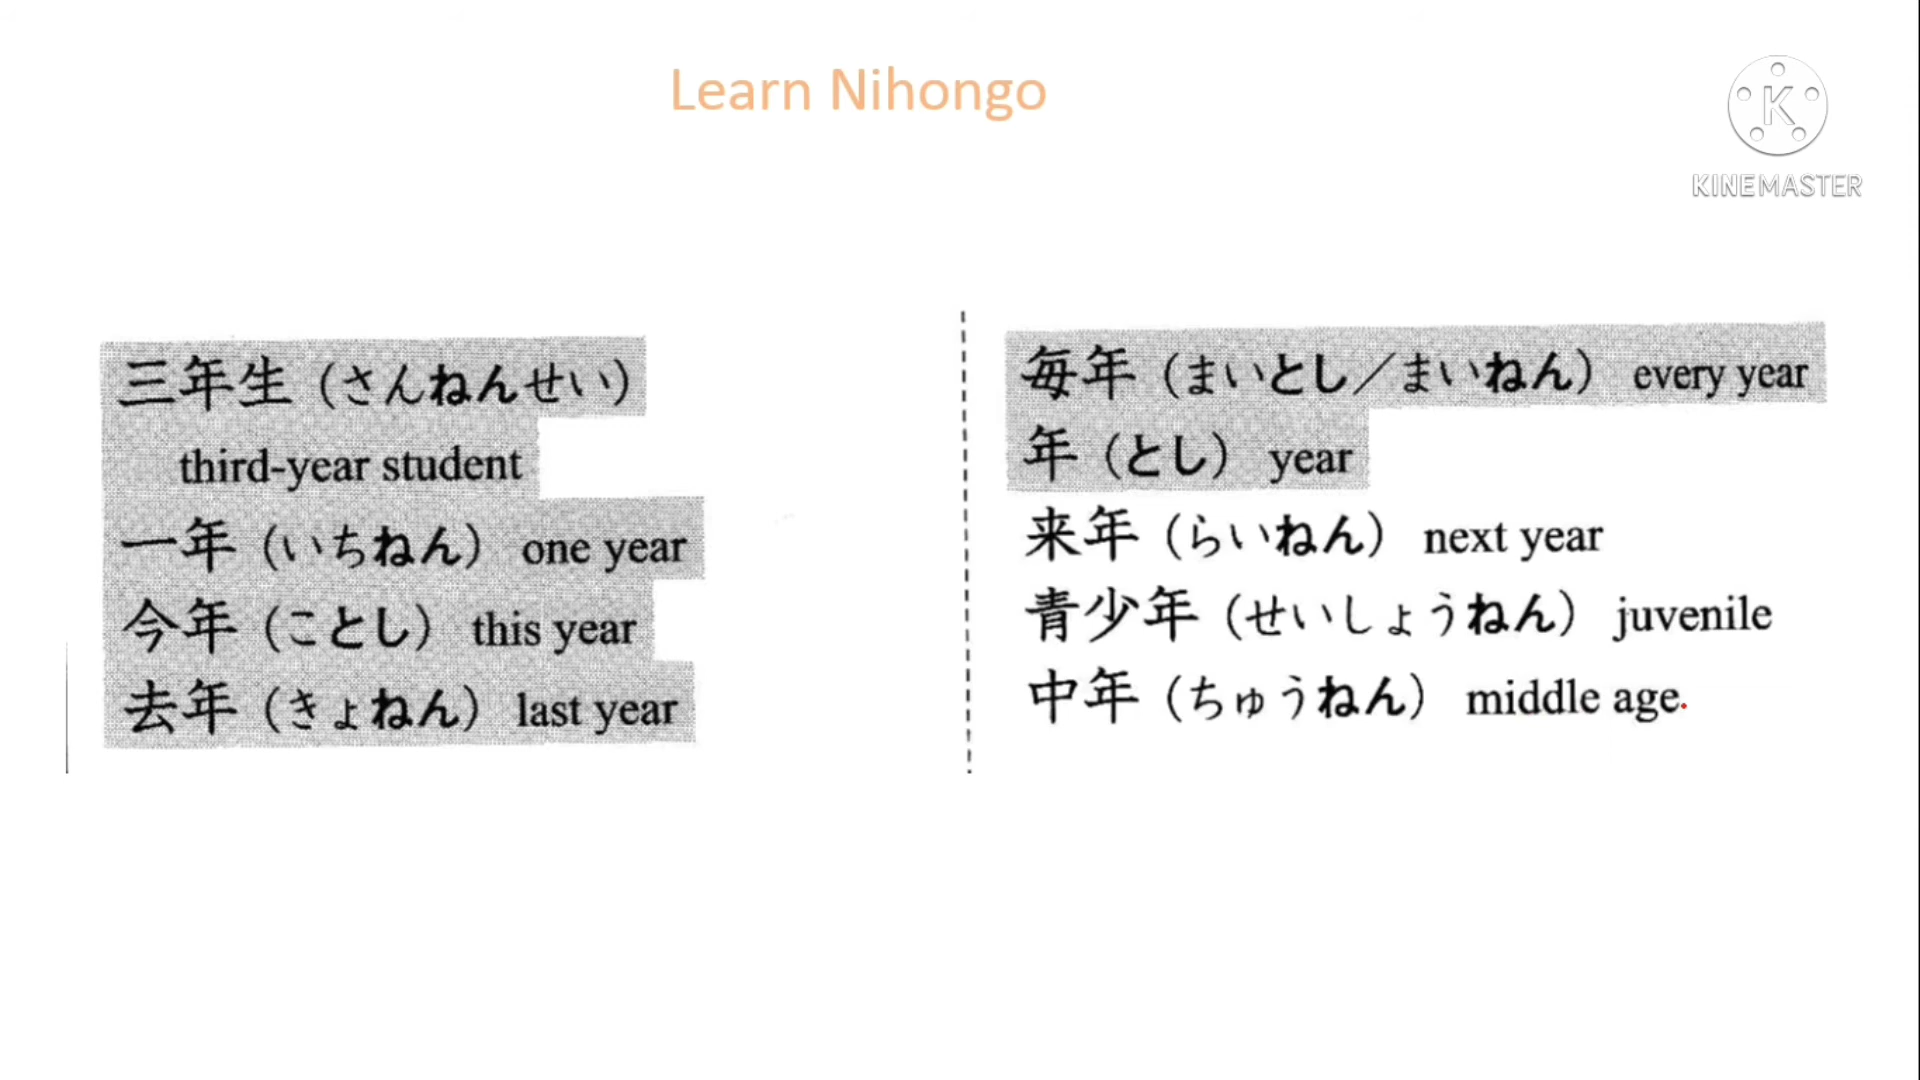 Learn Nihongo
K
KINEMASTER
三年生（さんねんせい）
third-year student
一年（いちねん） one year
今年（ことし） this year
去年（きょねん） last year
毎年（まいとし／まいねん） every year
年（とし） year
来年（らいねん） next year
青少年（せいしょうねん） juvenile
中年（ちゅうねん） middle age